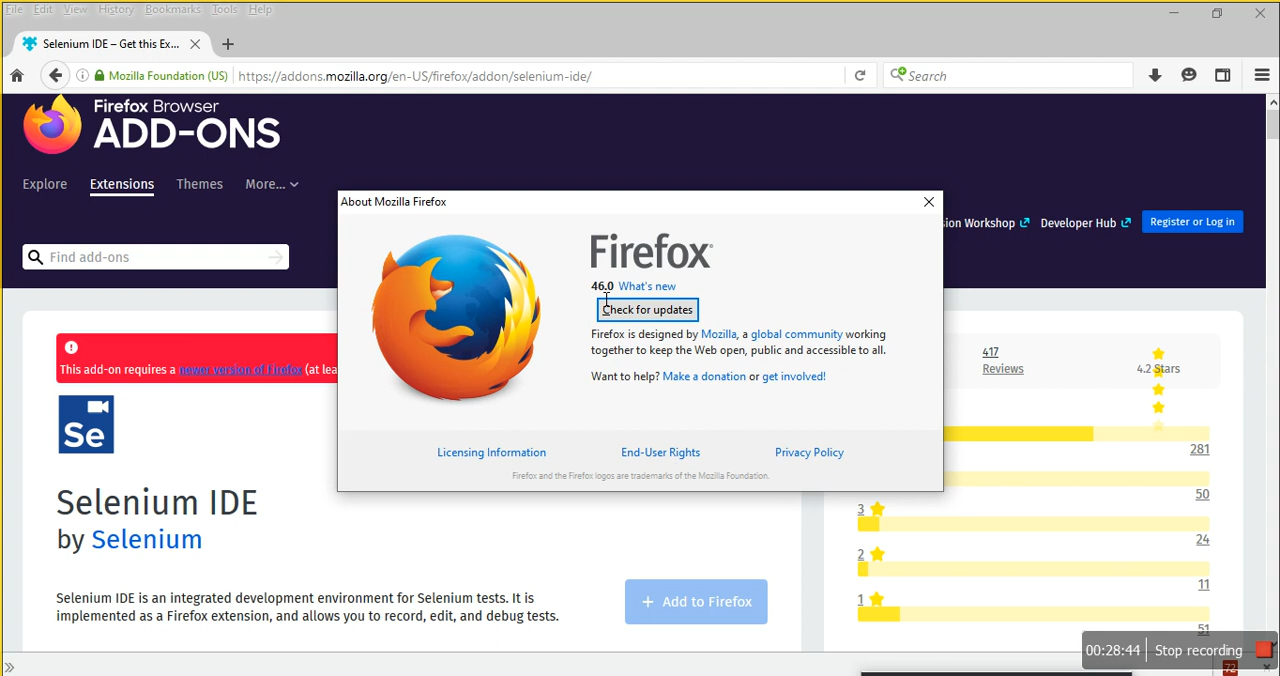 File Edit View History Bookmarks Tools Help
Selenium IDE – Get this Ex...
Mozilla Foundation (US) https://addons.mozilla.org/en-US/firefox/addon/selenium-ide/ Search
Firefox Browser
ADD-ONS
Explore Extensions Themes More...
Workshop Developer Hub Register or Log in
Find add-ons
About Mozilla Firefox
Firefox
46.0 What's new
Check for updates
Firefox is designed by Mozilla, a global community working
together to keep the Web open, public and accessible to all.
Want to help? Make a donation or get involved!
Licensing Information End-User Rights Privacy Policy
Firefox and the Firefox logos are trademarks of the Mozilla Foundation.
This add-on requires a newer version of Firefox (at
Se
Selenium IDE
by Selenium
Selenium IDE is an integrated development environment for Selenium tests. It is
implemented as a Firefox extension, and allows you to record, edit, and debug tests.
+ Add to Firefox
417
Reviews
4.2 Stars
281
50
3
24
2
11
1
51
00:28:44 Stop recording
72